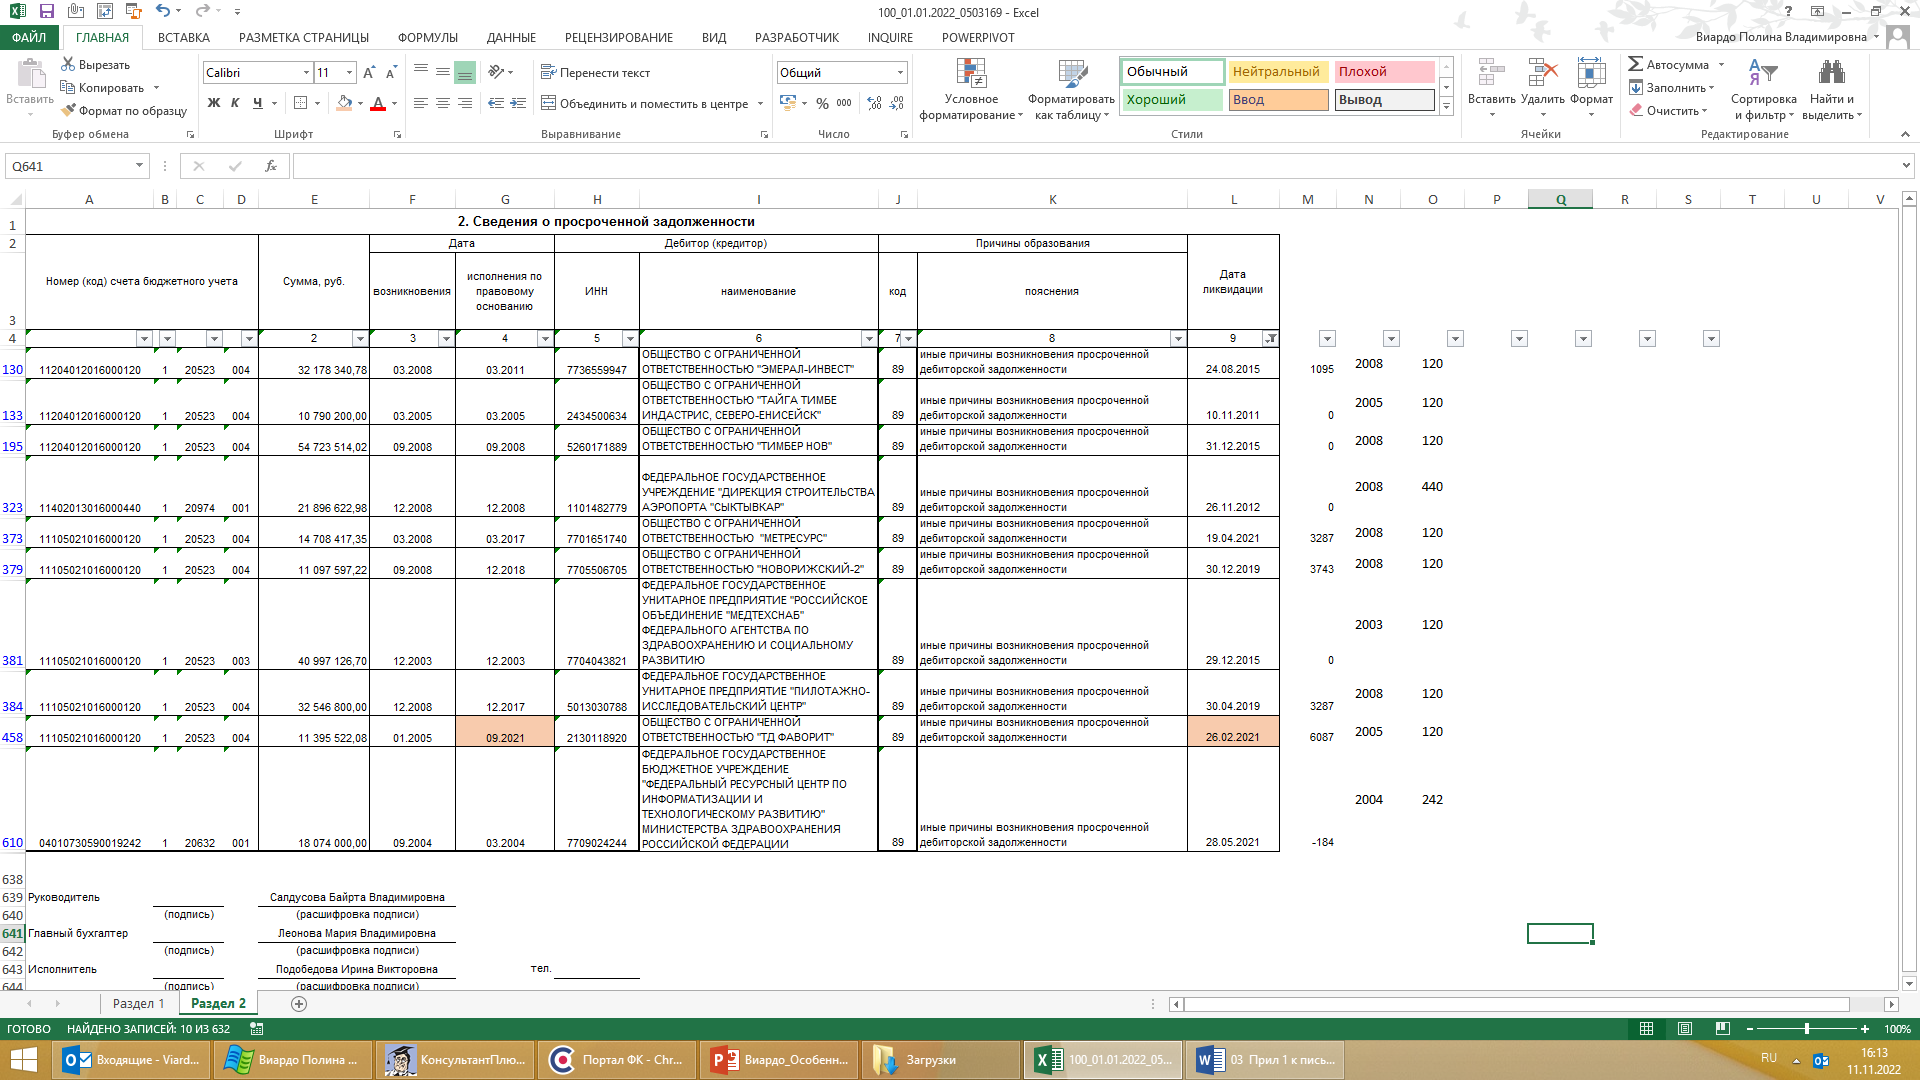 100_01.01.2022_0503169 - Excel
ФАЙЛ ГЛАВНАЯ ВСТАВКА РАЗМЕТКА СТРАНИЦЫ ФОРМУЛЫ ДАННЫЕ РЕЦЕНЗИРОВАНИЕ ВИД РАЗРАБОТЧИК INQUIRE POWERPIVOT Виардо Полина Владимировна
Вставить
Вырезать
Копировать
Формат по образцу
Буфер обмена
Calibri 11
Ж К Ч
Шрифт
Перенести текст
Объединить и поместить в центре
Выравнивание
Общий
% 000
Число
Условное форматирование
Форматировать как таблицу
Обычный Нейтральный Плохой
Хороший Ввод Вывод
Стили
Вставить Удалить Формат
Ячейки
Автосумма
Заполнить
Очистить
Сортировка и фильтр
Найти и выделить
Редактирование
Q641 fx
A B C D E F G H I J K L M N O P Q R S T U V
1 2. Сведения о просроченной задолженности
2 Дата Дебитор (кредитор) Причины образования
3 Номер (код) счета бюджетного учета Сумма, руб. возникновения исполнения по правовому основанию ИНН наименование код пояснения Дата ликвидации
4 2 3 4 5 6 7 8 9
130 11204012016000120 1 20523 004 32 178 340,78 03.2008 03.2011 7736559947 ОБЩЕСТВО С ОГРАНИЧЕННОЙ ОТВЕТСТВЕННОСТЬЮ "ЭМЕРАЛ-ИНВЕСТ" 89 иные причины возникновения просроченной дебиторской задолженности 24.08.2015 1095 2008 120
133 11204012016000120 1 20523 004 10 790 200,00 03.2005 03.2005 2434500634 ОБЩЕСТВО С ОГРАНИЧЕННОЙ ОТВЕТСТВЕННОСТЬЮ "ТАЙГА ТИМБЕ ИНДАСТРИС, СЕВЕРО-ЕНИСЕЙСК" 89 иные причины возникновения просроченной дебиторской задолженности 10.11.2011 0 2005 120
195 11204012016000120 1 20523 004 54 723 514,02 09.2008 09.2008 5260171889 ОБЩЕСТВО С ОГРАНИЧЕННОЙ ОТВЕТСТВЕННОСТЬЮ "ТИМБЕР НОВ" 89 иные причины возникновения просроченной дебиторской задолженности 31.12.2015 0 2008 120
323 11402013016000440 1 20974 001 21 896 622,98 12.2008 12.2008 1101482779 ФЕДЕРАЛЬНОЕ ГОСУДАРСТВЕННОЕ УЧРЕЖДЕНИЕ "ДИРЕКЦИЯ СТРОИТЕЛЬСТВА АЭРОПОРТА "СЫКТЫВКАР" 89 иные причины возникновения просроченной дебиторской задолженности 26.11.2012 0 2008 440
373 11105021016000120 1 20523 004 14 708 417,35 03.2008 03.2017 7701651740 ОБЩЕСТВО С ОГРАНИЧЕННОЙ ОТВЕТСТВЕННОСТЬЮ "МЕТРЕСУРС" 89 иные причины возникновения просроченной дебиторской задолженности 19.04.2021 3287 2008 120
379 11105021016000120 1 20523 004 11 097 597,22 09.2008 12.2018 7705506705 ОБЩЕСТВО С ОГРАНИЧЕННОЙ ОТВЕТСТВЕННОСТЬЮ "НОВОРИЖСКИЙ-2" 89 иные причины возникновения просроченной дебиторской задолженности 30.12.2019 3743 2008 120
381 11105021016000120 1 20523 003 40 997 126,70 12.2003 12.2003 7704043821 ФЕДЕРАЛЬНОЕ ГОСУДАРСТВЕННОЕ УНИТАРНОЕ ПРЕДПРИЯТИЕ "РОССИЙСКОЕ ОБЪЕДИНЕНИЕ "МЕДТЕХСНАБ" ФЕДЕРАЛЬНОГО АГЕНТСТВА ПО ЗДРАВООХРАНЕНИЮ И СОЦИАЛЬНОМУ РАЗВИТИЮ 89 иные причины возникновения просроченной дебиторской задолженности 29.12.2015 0 2003 120
384 11105021016000120 1 20523 004 32 546 800,00 12.2008 12.2017 5013030788 ФЕДЕРАЛЬНОЕ ГОСУДАРСТВЕННОЕ УНИТАРНОЕ ПРЕДПРИЯТИЕ "ПИЛОТАЖНО-ИССЛЕДОВАТЕЛЬСКИЙ ЦЕНТР" 89 иные причины возникновения просроченной дебиторской задолженности 30.04.2019 3287 2008 120
458 11105021016000120 1 20523 004 11 395 522,08 01.2005 09.2021 2130118920 ОБЩЕСТВО С ОГРАНИЧЕННОЙ ОТВЕТСТВЕННОСТЬЮ "ТД ФАВОРИТ" 89 иные причины возникновения просроченной дебиторской задолженности 26.02.2021 6087 2005 120
610 04010730590019242 1 20632 001 18 074 000,00 09.2004 03.2004 7709024244 ФЕДЕРАЛЬНОЕ ГОСУДАРСТВЕННОЕ БЮДЖЕТНОЕ УЧРЕЖДЕНИЕ "ФЕДЕРАЛЬНЫЙ РЕСУРСНЫЙ ЦЕНТР ПО ИНФОРМАТИЗАЦИИ И ТЕХНОЛОГИЧЕСКОМУ РАЗВИТИЮ" МИНИСТЕРСТВА ЗДРАВООХРАНЕНИЯ РОССИЙСКОЙ ФЕДЕРАЦИИ 89 иные причины возникновения просроченной дебиторской задолженности 28.05.2021 -184 2004 242
638
639 Руководитель Салдусова Байрта Владимировна
640 (подпись) (расшифровка подписи)
641 Главный бухгалтер Леонова Мария Владимировна
642 (подпись) (расшифровка подписи)
643 Исполнитель Подобедова Ирина Викторовна тел.
644 (подпись) (расшифровка подписи)
Раздел 1 Раздел 2
ГОТОВО НАЙДЕНО ЗАПИСЕЙ: 10 ИЗ 632 100%
Входящие - Viard... Виардо Полина ... КонсультантПлю... Портал ФК - Chr... Виардо_Особенн... Загрузки 100_01.01.2022_05... 03 Прил 1 к пись... RU 16:13
11.11.2022